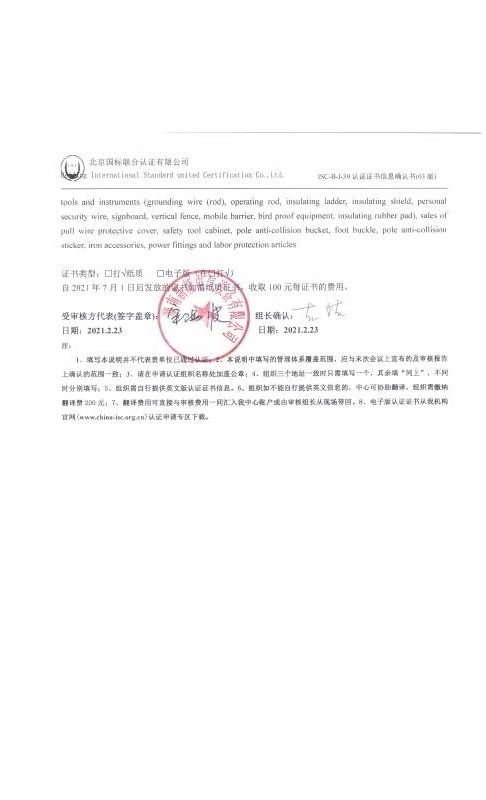 北京国标联合认证有限公司
International Standard united Certification Co.,Ltd.
ISC-B-I-39 认证证书信息确认书(03 版)
tools and instruments (grounding wire (rod), operating rod, insulating ladder, insulating shield, personal
security wire, signboard, vertical fence, mobile barrier, bird proof equipment, insulating rubber pad), sales of
pull wire protective cover, safety tool cabinet, pole anti-collision bucket, foot buckle, pole anti-collision
sticker, iron accessories, power fittings and labor protection articles
证书类型：□打√纸质 □电子版（在□打√）
自 2021 年 7 月 1 日后发放的证书如需纸质证书，收取 100 元每证书的费用。
受审核方代表(签字盖章): 组长确认:
日期：2021.2.23 日期：2021.2.23
注:
1、填写本说明并不代表贵单位已通过认证；2、本说明中填写的管理体系覆盖范围，应与末次会议上宣布的及审核报告
上确认的范围一致；3、请在申请认证组织名称处加盖公章；4、组织三个地址一致时只需填写一个、其余填“同上”，不同
时分别填写；5、组织需自行提供英文版认证证书信息。6、组织如不能自行提供英文信息的，中心可协助翻译。组织需缴纳
翻译费 200 元；7、翻译费用可直接与审核费用一同汇入我中心账户或由审核组长从现场带回。8、电子版认证证书从我机构
官网(www.china-isc.org.cn)认证申请专区下载。